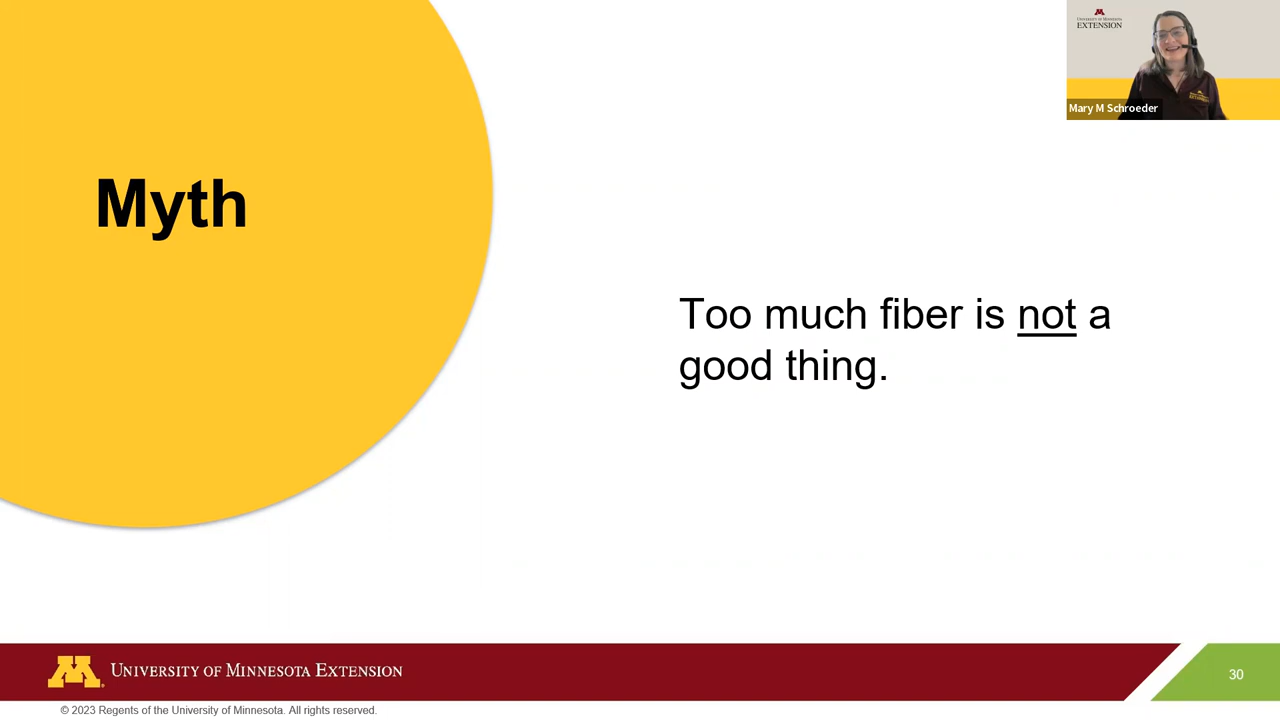 UNIVERSITY OF MINNESOTA
EXTENSION
Mary M Schroeder
Myth
Too much fiber is not a
good thing.
UNIVERSITY OF MINNESOTA EXTENSION
30
© 2023 Regents of the University of Minnesota. All rights reserved.